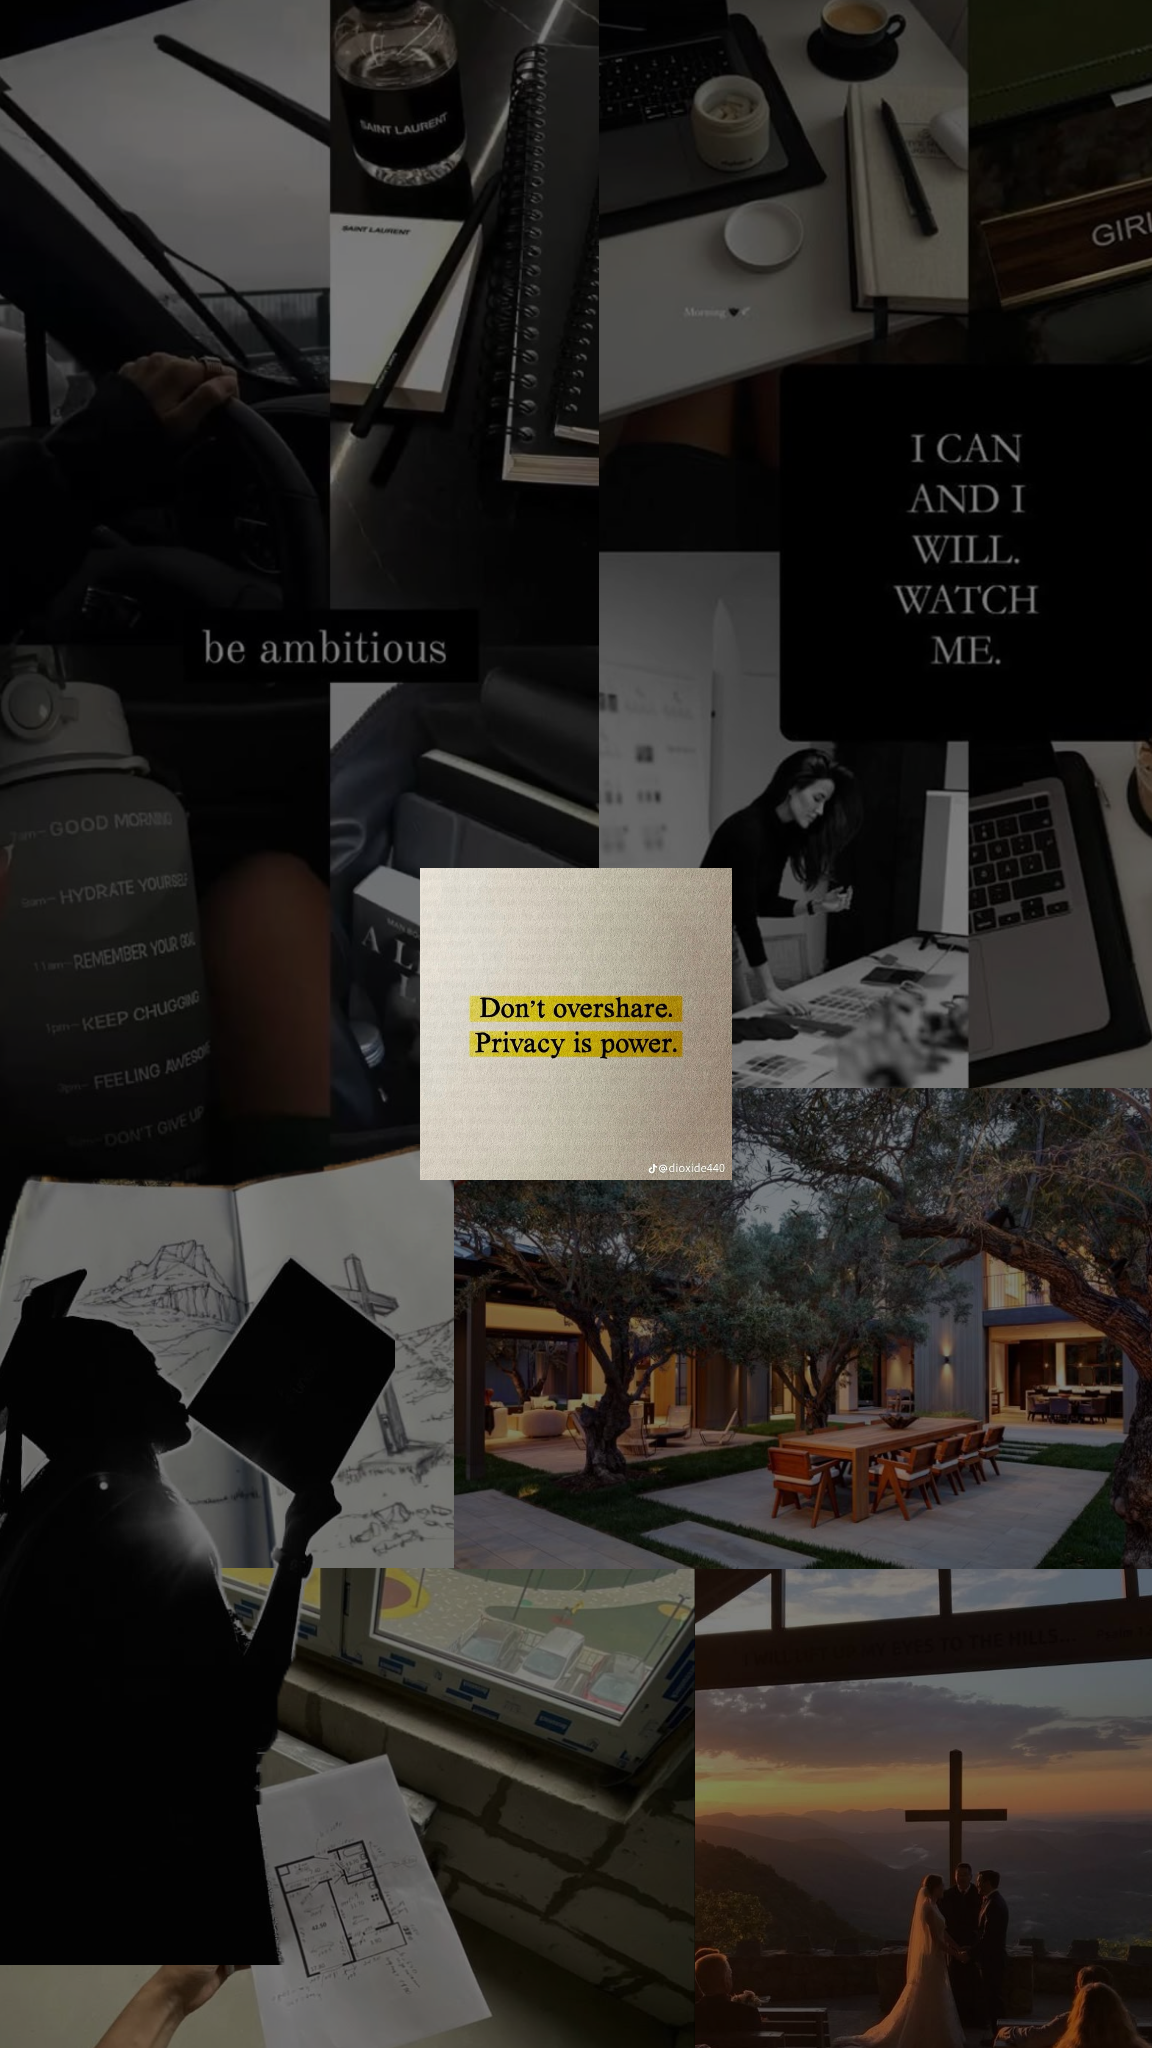 SAINT LAURENT
SAINT LAURENT
Morning
GIRL
I CAN
AND I
WILL.
WATCH
ME.
be ambitious
GOOD MORNING
9am - HYDRATE YOURSELF
11am - REMEMBER YOUR GOAL
1pm - KEEP CHUGGING
3pm - FEELING AWESOME
DON'T GIVE UP
A L
Don't overshare.
Privacy is power.
@dioxide440
I WILL LIFT UP MY EYES TO THE HILLS...